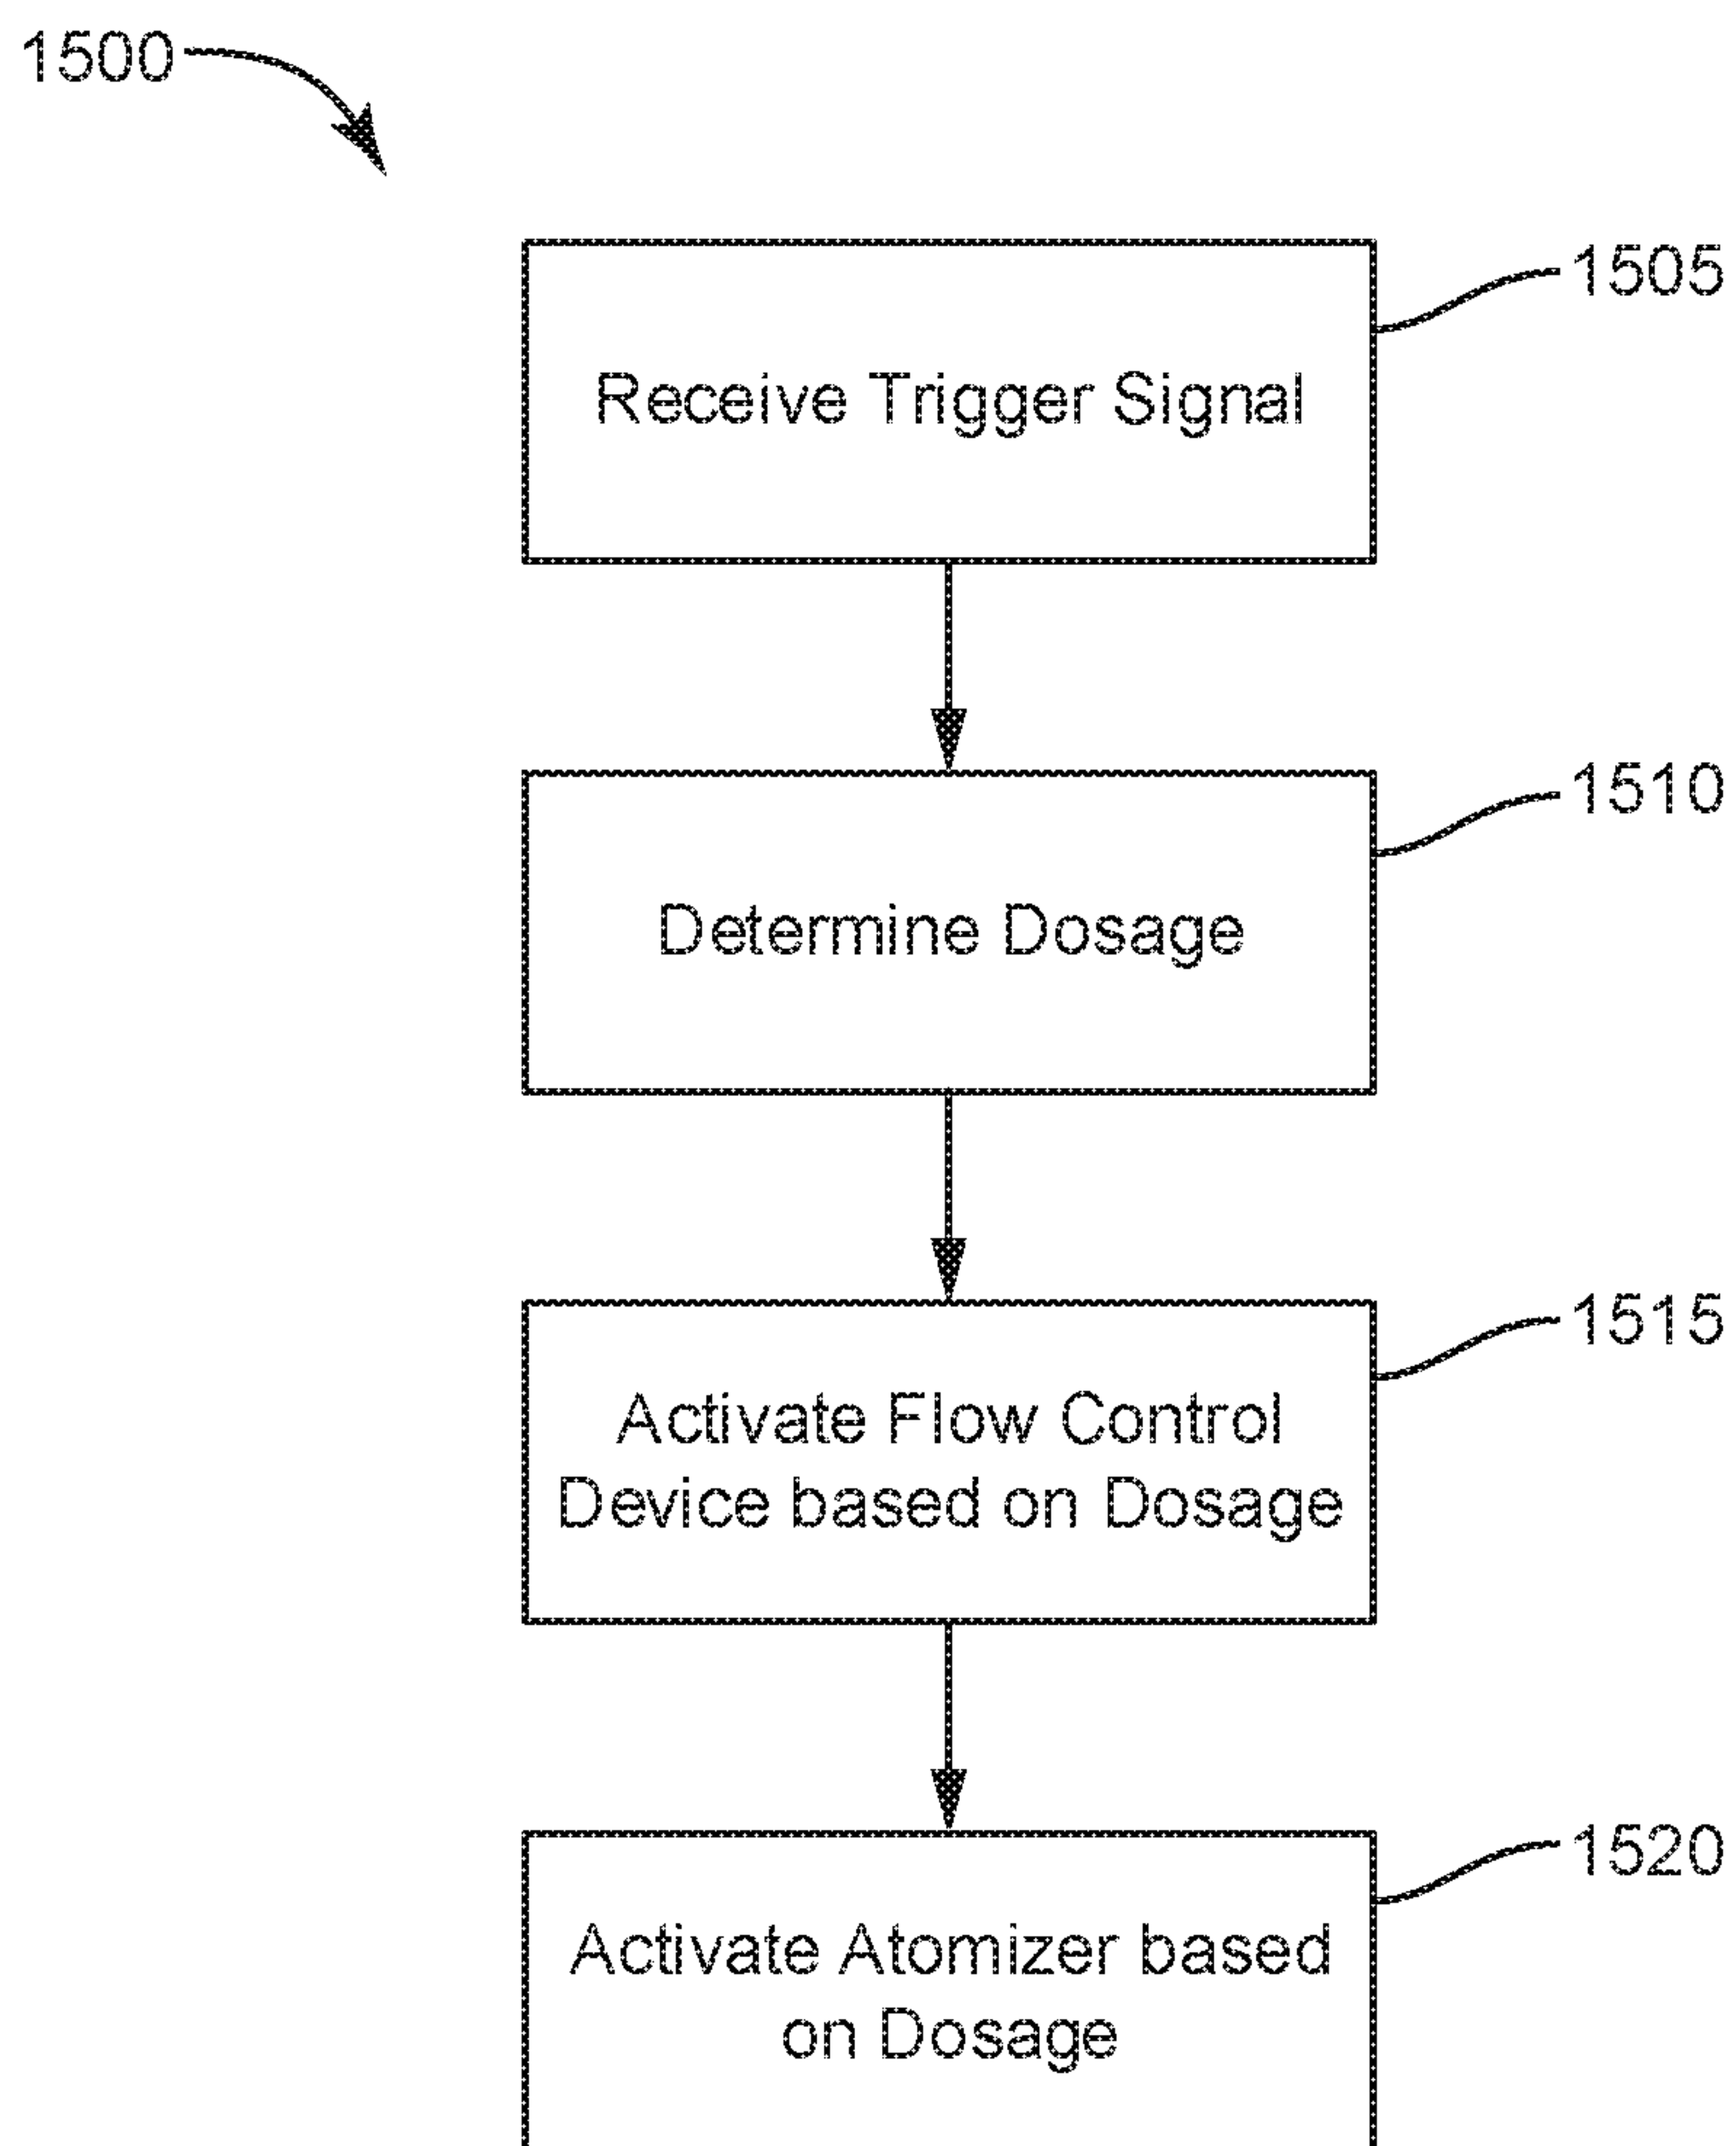 1500
1505
Receive Trigger Signal
1510
Determine Dosage
1515
Activate Flow Control
Device based on Dosage
1520
Activate Atomizer based
on Dosage